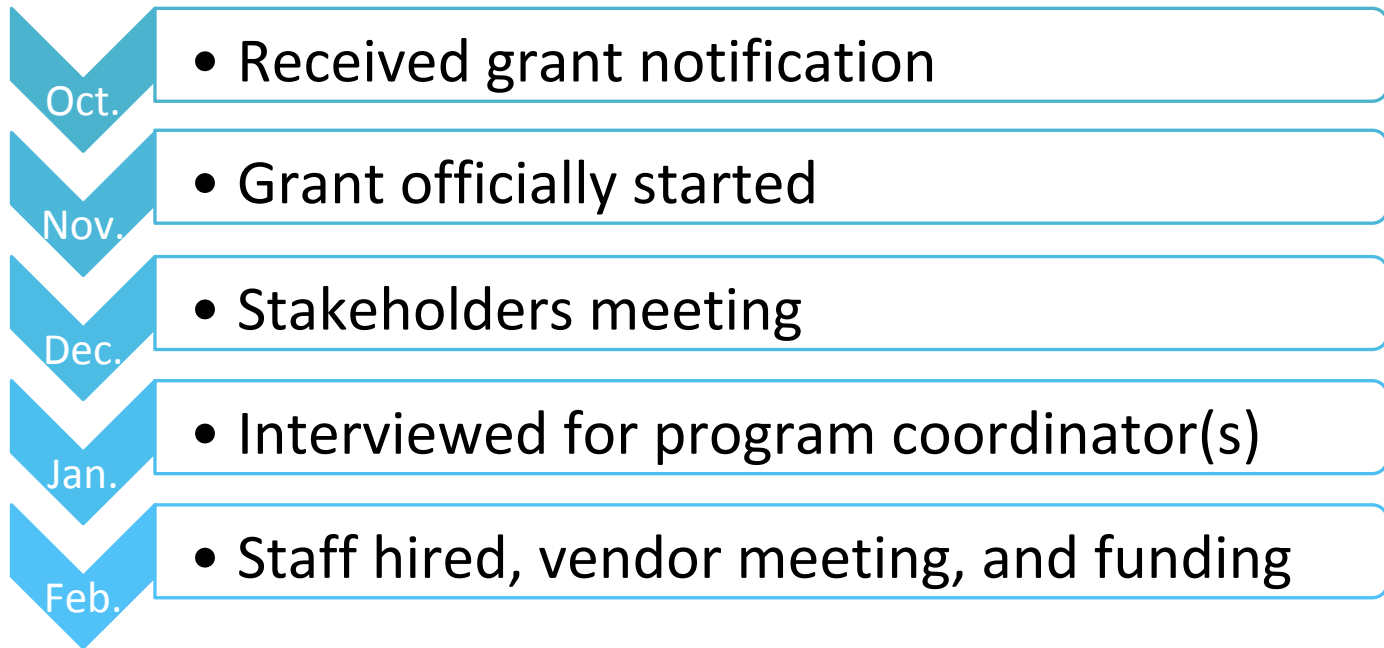 Oct.
• Received grant notification
Nov.
• Grant officially started
Dec.
• Stakeholders meeting
Jan.
• Interviewed for program coordinator(s)
Feb.
• Staff hired, vendor meeting, and funding